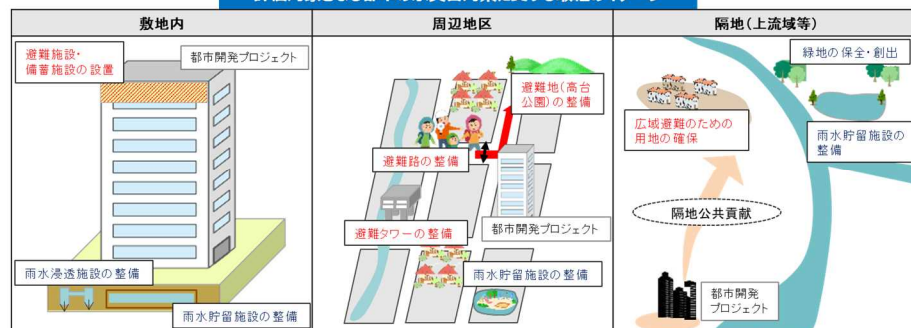 敷地内
周辺地区
隔地(上流域等)
避難施設・
備蓄施設の設置
都市開発プロジェクト
雨水浸透施設の整備
雨水貯留施設の整備
避難地(高台
公園)の整備
避難路の整備
避難タワーの整備
都市開発プロジェクト
雨水貯留施設の整備
緑地の保全・創出
広域避難のための
用地の確保
雨水貯留施設の
整備
隔地公共貢献
都市開発
プロジェクト